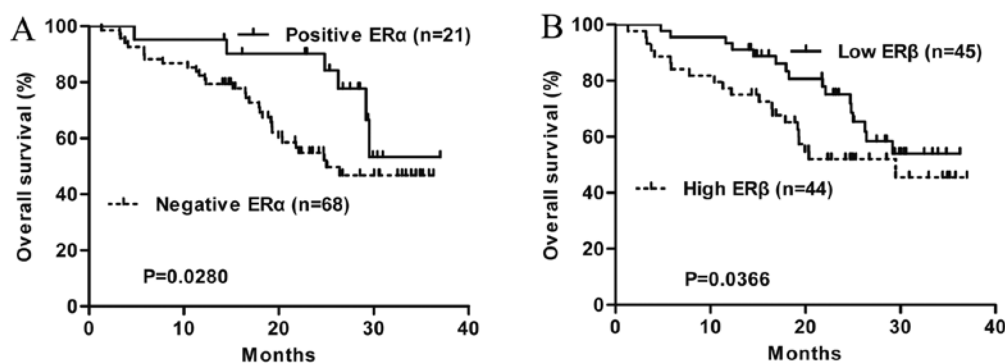 A
Overall survival (%)
100
80
60
40
20
0
Positive ERα (n=21)
Negative ERα (n=68)
P=0.0280
0 10 20 30 40
Months
B
Overall survival (%)
100
80
60
40
20
0
Low ERβ (n=45)
High ERβ (n=44)
P=0.0366
0 10 20 30 40
Months